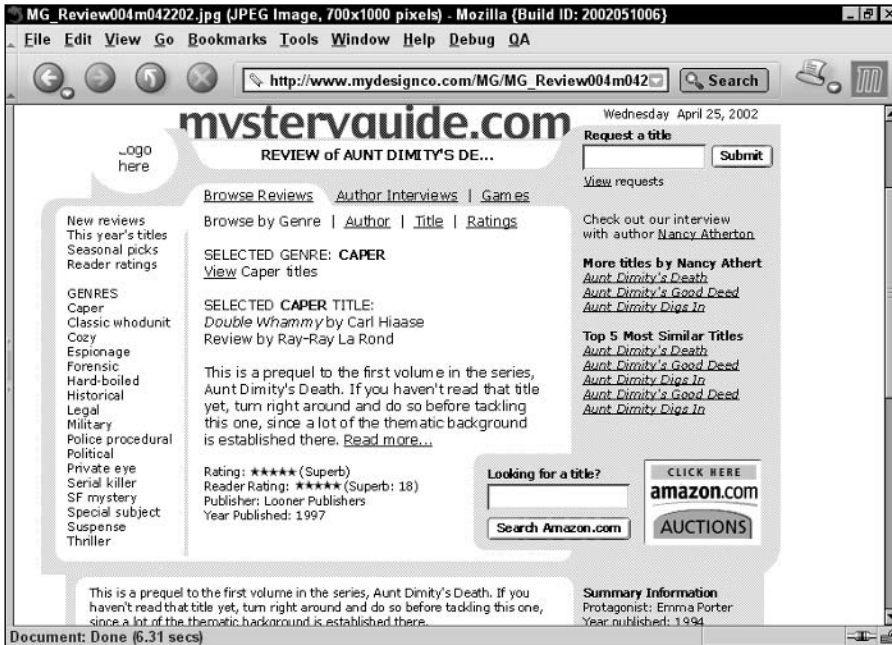 MG_Review004m042202.jpg (JPEG Image, 700x1000 pixels) - Mozilla {Build ID: 2002051006}
File Edit View Go Bookmarks Tools Window Help Debug QA
http://www.mydesignco.com/MG/MG_Review004m042
Search
mysteryguide.com
Wednesday April 25, 2002
Logo
here
REVIEW of AUNT DIMITY'S DE...
Request a title
Submit
View requests
Browse Reviews Author Interviews | Games
Browse by Genre | Author | Title | Ratings
New reviews
This year's titles
Seasonal picks
Reader ratings
GENRES
Caper
Classic whodunit
Cozy
Espionage
Forensic
Hard-boiled
Historical
Legal
Military
Police procedural
Political
Private eye
Serial killer
SF mystery
Special subject
Suspense
Thriller
SELECTED GENRE: CAPER
View Caper titles
SELECTED CAPER TITLE:
Double Whammy by Carl Hiaase
Review by Ray-Ray La Rond
This is a prequel to the first volume in the series,
Aunt Dimity's Death. If you haven't read that title
yet, turn right around and do so before tackling
this one, since a lot of the thematic background
is established there. Read more...
Rating: ★★★★★ (Superb)
Reader Rating: ★★★★★ (Superb: 18)
Publisher: Looner Publishers
Year Published: 1997
Check out our interview
with author Nancy Atherton
More titles by Nancy Athert
Aunt Dimity's Death
Aunt Dimity's Good Deed
Aunt Dimity Digs In
Top 5 Most Similar Titles
Aunt Dimity's Death
Aunt Dimity's Good Deed
Aunt Dimity Digs In
Aunt Dimity's Good Deed
Aunt Dimity Digs In
Looking for a title?
Search Amazon.com
CLICK HERE
amazon.com
AUCTIONS
This is a prequel to the first volume in the series, Aunt Dimity's Death. If you
haven't read that title yet, turn right around and do so before tackling this one,
since a lot of the thematic background is established there.
Summary Information
Protagonist: Emma Porter
Year published: 1994
Document: Done (6.31 secs)